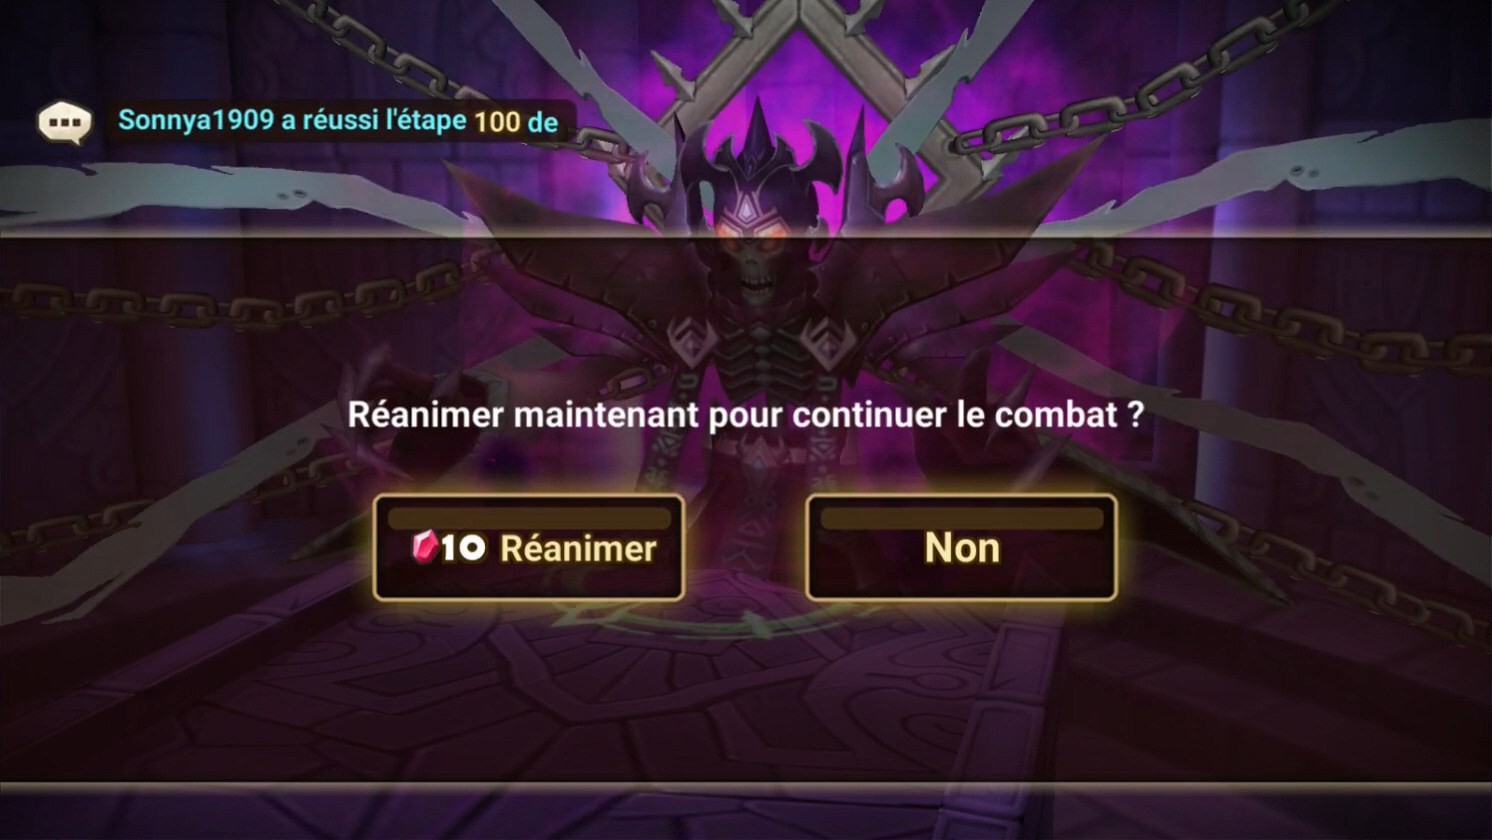 Sonnya1909 a réussi l'étape 100 de
Réanimer maintenant pour continuer le combat ?
10 Réanimer
Non